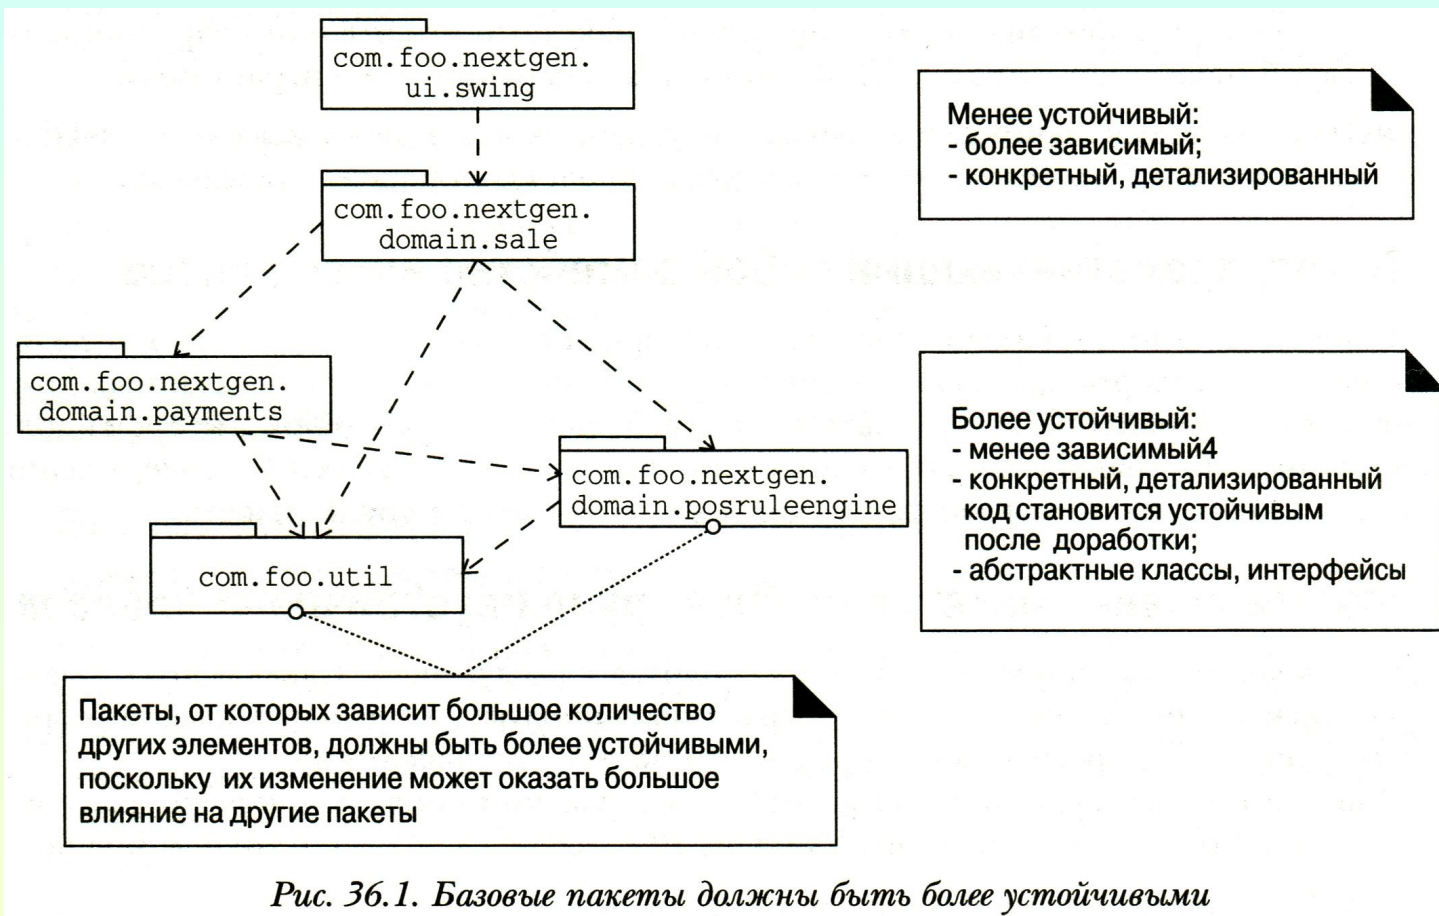 com.foo.nextgen.
ui.swing
Менее устойчивый:
- более зависимый;
- конкретный, детализированный
com.foo.nextgen.
domain.sale
com.foo.nextgen.
domain.payments
Более устойчивый:
- менее зависимый4
- конкретный, детализированный
код становится устойчивым
после доработки;
- абстрактные классы, интерфейсы
com.foo.nextgen.
domain.posruleengine
com.foo.util
Пакеты, от которых зависит большое количество
других элементов, должны быть более устойчивыми,
поскольку их изменение может оказать большое
влияние на другие пакеты
Рис. 36.1. Базовые пакеты должны быть более устойчивыми